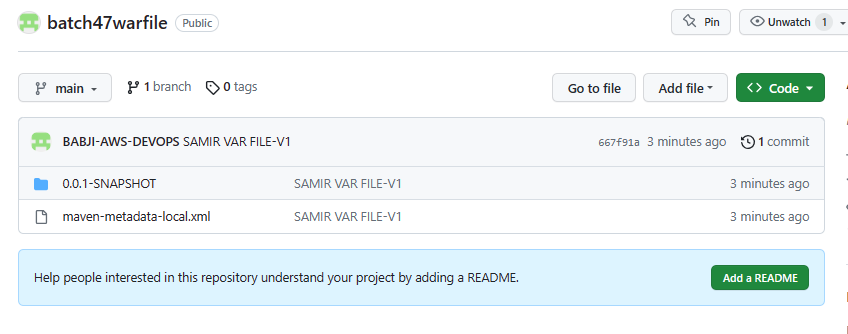 batch47warfile Public Pin Unwatch 1
main 1 branch 0 tags Go to file Add file Code
BABJI-AWS-DEVOPS SAMIR VAR FILE-V1 667f91a 3 minutes ago 1 commit
0.0.1-SNAPSHOT SAMIR VAR FILE-V1 3 minutes ago
maven-metadata-local.xml SAMIR VAR FILE-V1 3 minutes ago
Help people interested in this repository understand your project by adding a README. Add a README